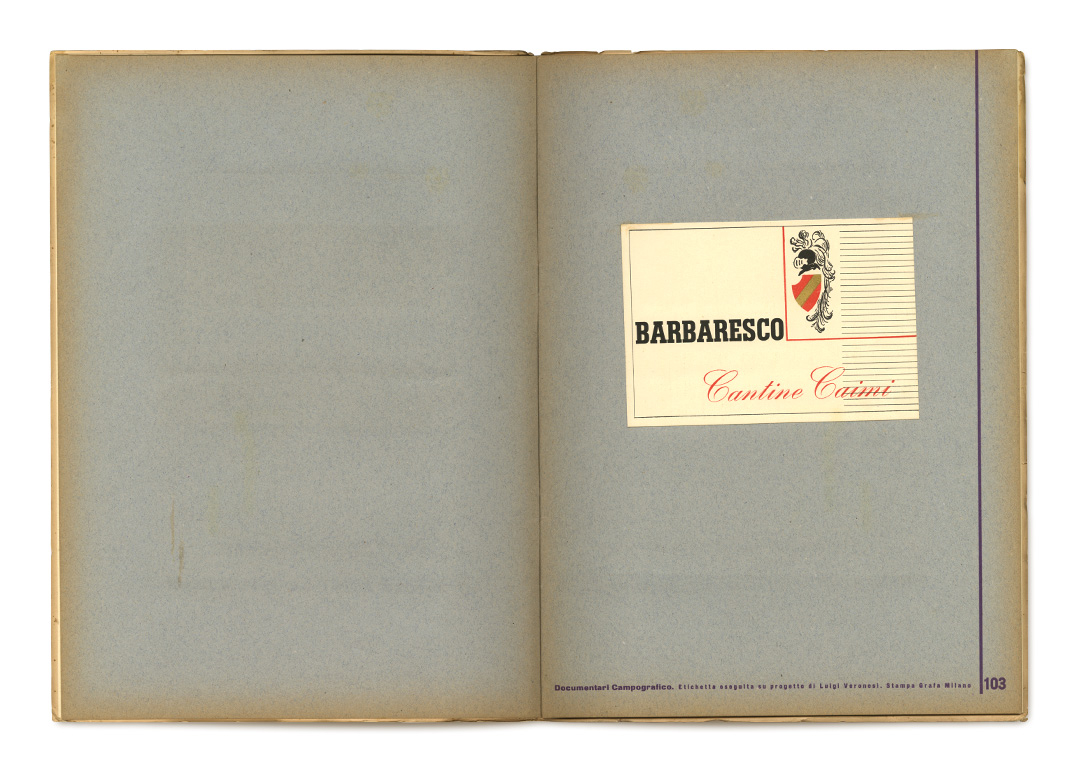 BARBARESCO
Cantine Caimi
Documentari Campografico. Etichetta eseguita su progetto di Luigi Veronesi. Stampa Grafa Milano
103